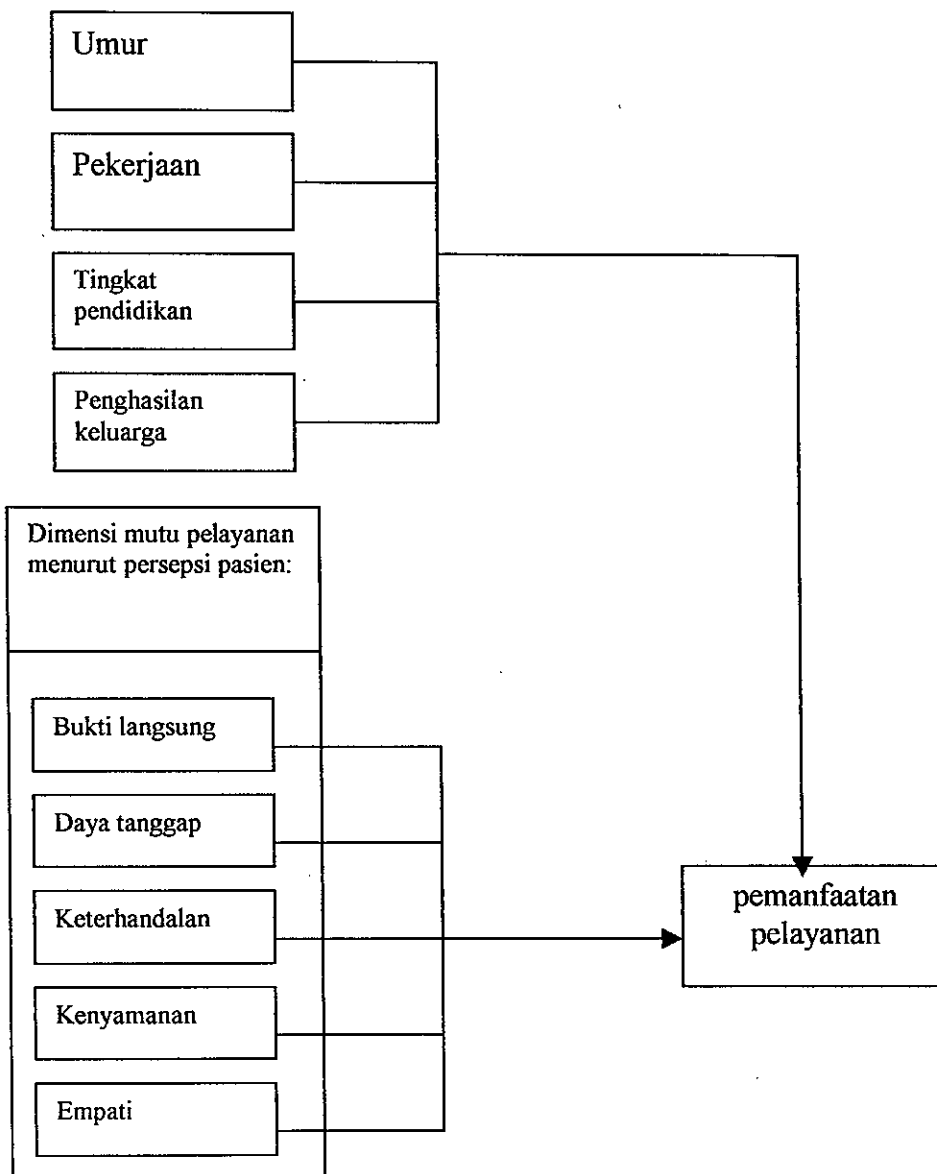 Umur
Pekerjaan
Tingkat
pendidikan
Penghasilan
keluarga
Dimensi mutu pelayanan
menurut persepsi pasien:
Bukti langsung
Daya tanggap
Keterhandalan
Kenyamanan
Empati
pemanfaatan
pelayanan